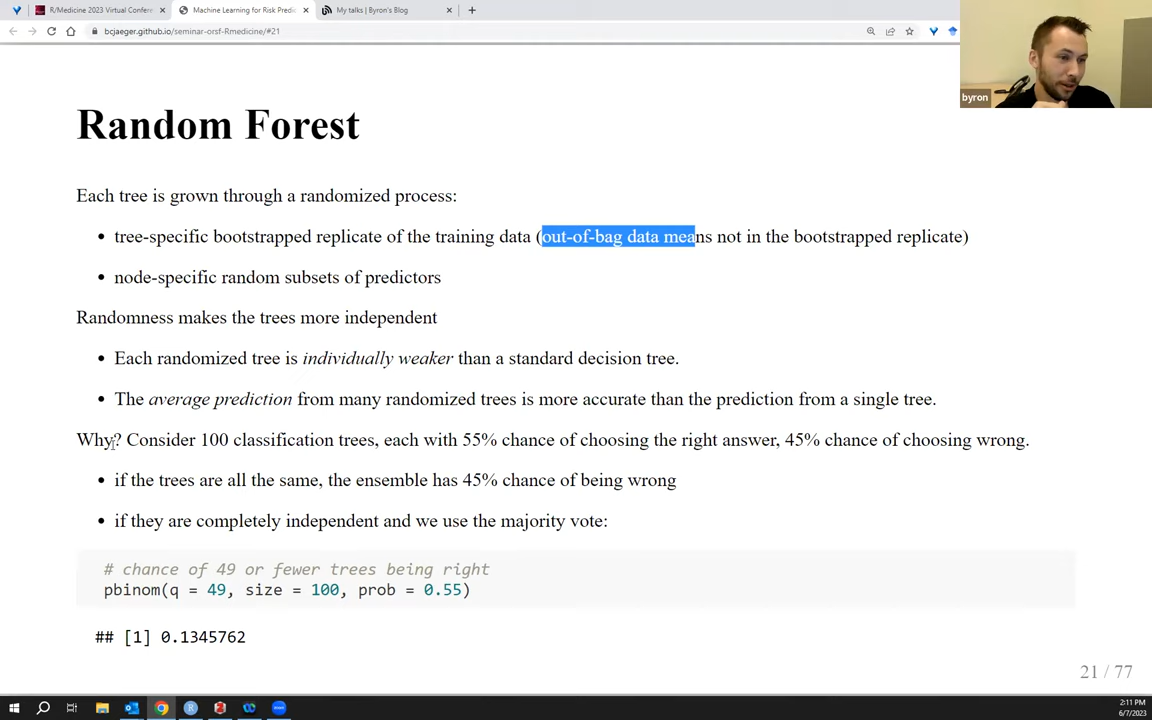 R/Medicine 2023 Virtual Confere
Machine Learning for Risk Predic
My talks | Byron's Blog
bcjaeger.github.io/seminar-orsf-Rmedicine/#21
byron
Random Forest
Each tree is grown through a randomized process:
• tree-specific bootstrapped replicate of the training data (out-of-bag data means not in the bootstrapped replicate)
• node-specific random subsets of predictors
Randomness makes the trees more independent
• Each randomized tree is individually weaker than a standard decision tree.
• The average prediction from many randomized trees is more accurate than the prediction from a single tree.
Why? Consider 100 classification trees, each with 55% chance of choosing the right answer, 45% chance of choosing wrong.
• if the trees are all the same, the ensemble has 45% chance of being wrong
• if they are completely independent and we use the majority vote:
# chance of 49 or fewer trees being right
pbinom(q = 49, size = 100, prob = 0.55)
## [1] 0.1345762
21 / 77
2:11 PM
6/7/2023